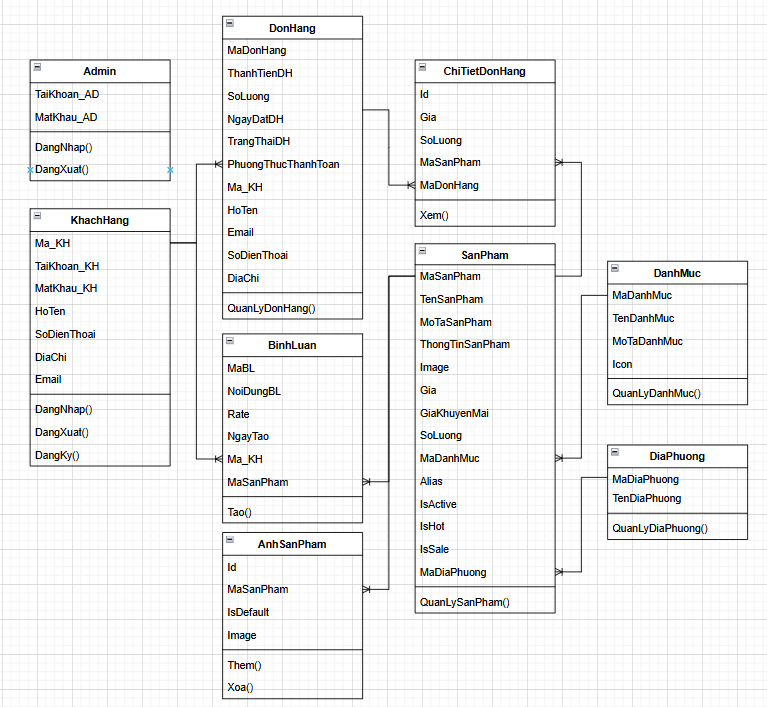 Admin
TaiKhoan_AD
MatKhau_AD
DangNhap()
DangXuat()
KhachHang
Ma_KH
TaiKhoan_KH
MatKhau_KH
HoTen
SoDienThoai
DiaChi
Email
DangNhap()
DangXuat()
DangKy()
DonHang
MaDonHang
ThanhTienDH
SoLuong
NgayDatDH
TrangThaiDH
PhuongThucThanhToan
Ma_KH
HoTen
Email
SoDienThoai
DiaChi
QuanLyDonHang()
BinhLuan
MaBL
NoiDungBL
Rate
NgayTao
Ma_KH
MaSanPham
Tao()
AnhSanPham
Id
MaSanPham
IsDefault
Image
Them()
Xoa()
ChiTietDonHang
Id
Gia
SoLuong
MaSanPham
MaDonHang
Xem()
SanPham
MaSanPham
TenSanPham
MoTaSanPham
ThongTinSanPham
Image
Gia
GiaKhuyenMai
SoLuong
MaDanhMuc
Alias
IsActive
IsHot
IsSale
MaDiaPhuong
QuanLySanPham()
DanhMuc
MaDanhMuc
TenDanhMuc
MoTaDanhMuc
Icon
QuanLyDanhMuc()
DiaPhuong
MaDiaPhuong
TenDiaPhuong
QuanLyDiaPhuong()